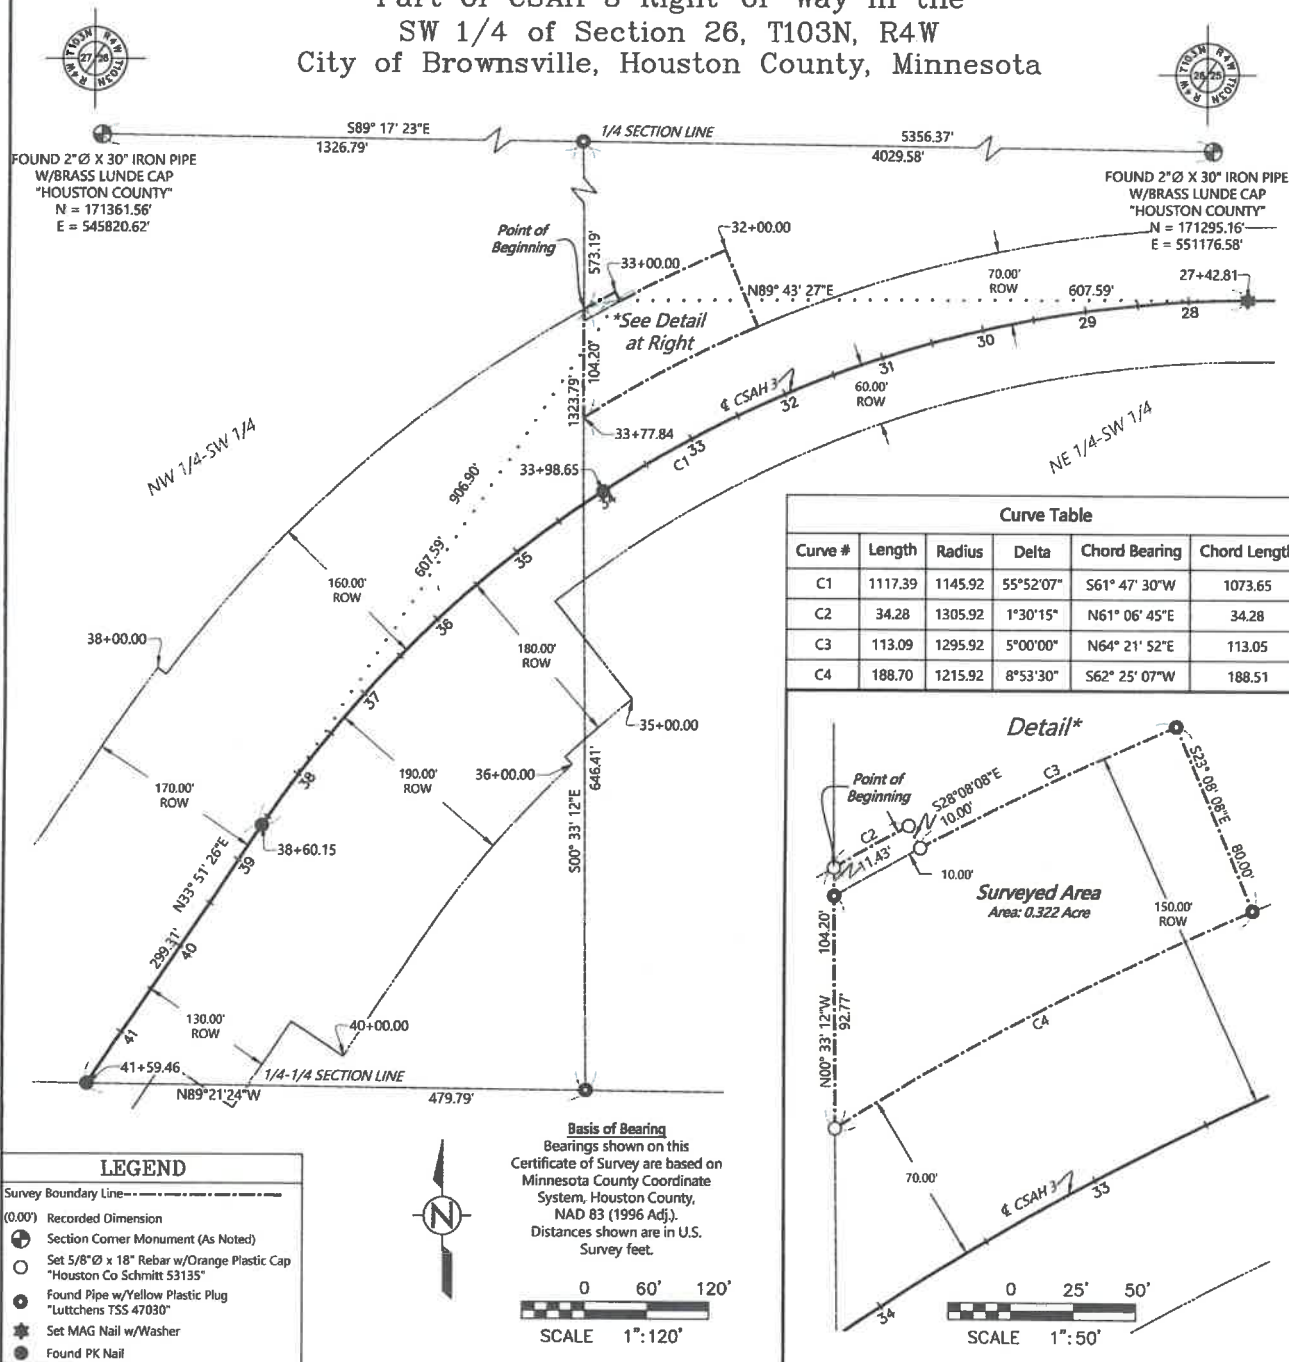 Part of CSAH 3 Right of Way in the
SW 1/4 of Section 26, T103N, R4W
City of Brownsville, Houston County, Minnesota
T103N R4W
27 26
R4W T103N
T103N R4W
26 25
R4W T103N
S89° 17' 23"E
1326.79'
1/4 SECTION LINE
5356.37'
4029.58'
FOUND 2"Ø X 30" IRON PIPE
W/BRASS LUNDE CAP
"HOUSTON COUNTY"
N = 171361.56'
E = 545820.62'
FOUND 2"Ø X 30" IRON PIPE
W/BRASS LUNDE CAP
"HOUSTON COUNTY"
N = 171295.16'
E = 551176.58'
Point of
Beginning
573.19'
32+00.00
33+00.00
N89° 43' 27"E
70.00'
ROW
607.59'
27+42.81
*See Detail
at Right
104.20'
1323.79'
28
29
30
31
32
33
60.00'
ROW
℄ CSAH 3
C1
33+77.84
33+98.65
34
35
36
37
38
39
40
41
NW 1/4-SW 1/4
NE 1/4-SW 1/4
906.90'
607.59'
160.00'
ROW
38+00.00
180.00'
ROW
35+00.00
190.00'
ROW
36+00.00
646.41'
S00° 33' 12"E
170.00'
ROW
38+60.15
N33° 51' 26"E
299.31'
130.00'
ROW
40+00.00
41+59.46
1/4-1/4 SECTION LINE
N89°21'24"W
479.79'
Curve Table
Curve # Length Radius Delta Chord Bearing Chord Length
C1 1117.39 1145.92 55°52'07" S61° 47' 30"W 1073.65
C2 34.28 1305.92 1°30'15" N61° 06' 45"E 34.28
C3 113.09 1295.92 5°00'00" N64° 21' 52"E 113.05
C4 188.70 1215.92 8°53'30" S62° 25' 07"W 188.51
Detail*
Point of
Beginning
S28°08'08"E
10.00'
C3
S23° 08' 08"E
80.00'
C2
11.43'
10.00'
Surveyed Area
Area: 0.322 Acre
150.00'
ROW
104.20'
N00° 33' 12"W
92.77'
C4
70.00'
℄ CSAH 3
33
34
0 25' 50'
SCALE 1":50'
LEGEND
Survey Boundary Line
(0.00') Recorded Dimension
Section Corner Monument (As Noted)
Set 5/8"Ø x 18" Rebar w/Orange Plastic Cap
"Houston Co Schmitt 53135"
Found Pipe w/Yellow Plastic Plug
"Luttchens TSS 47030"
Set MAG Nail w/Washer
Found PK Nail
N
Basis of Bearing
Bearings shown on this
Certificate of Survey are based on
Minnesota County Coordinate
System, Houston County,
NAD 83 (1996 Adj.).
Distances shown are in U.S.
Survey feet.
0 60' 120'
SCALE 1":120'